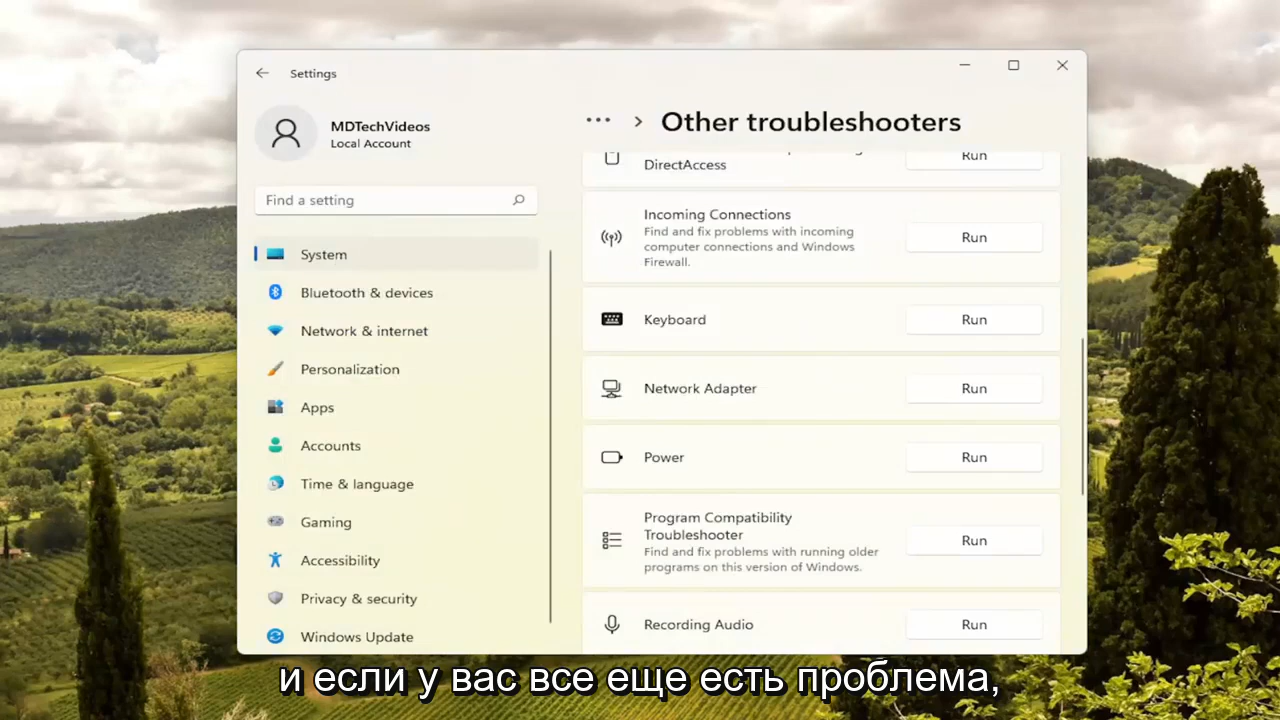 Settings
MDTechVideos
Local Account
Find a setting
System
Bluetooth & devices
Network & internet
Personalization
Apps
Accounts
Time & language
Gaming
Accessibility
Privacy & security
Windows Update
... > Other troubleshooters
DirectAccess
Run
Incoming Connections
Find and fix problems with incoming
computer connections and Windows
Firewall.
Run
Keyboard
Run
Network Adapter
Run
Power
Run
Program Compatibility
Troubleshooter
Find and fix problems with running older
programs on this version of Windows.
Run
Recording Audio
Run
и если у вас все еще есть проблема,